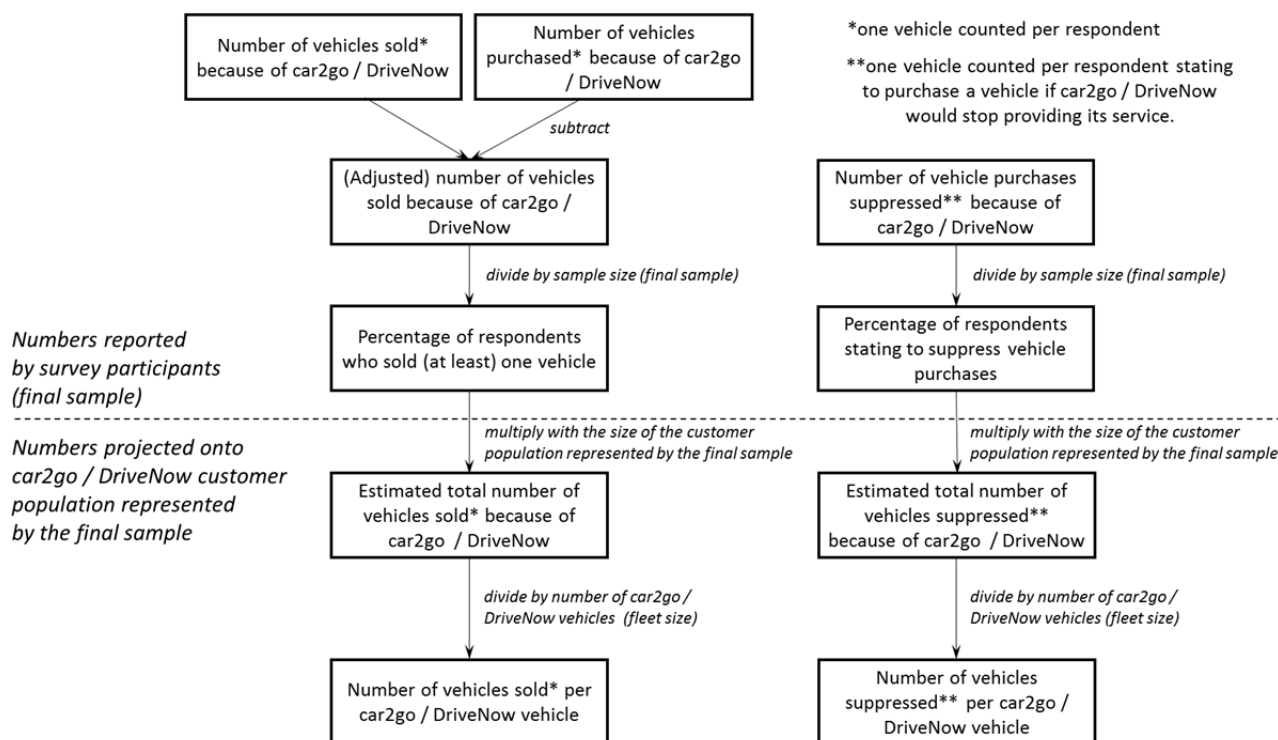 Number of vehicles sold*
because of car2go / DriveNow
Number of vehicles
purchased* because of car2go
/ DriveNow
*one vehicle counted per respondent
**one vehicle counted per respondent stating
to purchase a vehicle if car2go / DriveNow
would stop providing its service.
subtract
(Adjusted) number of vehicles
sold because of car2go /
DriveNow
Number of vehicle purchases
suppressed** because of
car2go / DriveNow
divide by sample size (final sample)
divide by sample size (final sample)
Numbers reported
by survey participants
(final sample)
Percentage of respondents
who sold (at least) one vehicle
Percentage of respondents
stating to suppress vehicle
purchases
Numbers projected onto
car2go / DriveNow customer
population represented
by the final sample
multiply with the size of the customer
population represented by the final sample
multiply with the size of the customer
population represented by the final sample
Estimated total number of
vehicles sold* because of
car2go / DriveNow
Estimated total number of
vehicles suppressed**
because of car2go / DriveNow
divide by number of car2go /
DriveNow vehicles (fleet size)
divide by number of car2go /
DriveNow vehicles (fleet size)
Number of vehicles sold* per
car2go / DriveNow vehicle
Number of vehicles
suppressed** per car2go /
DriveNow vehicle